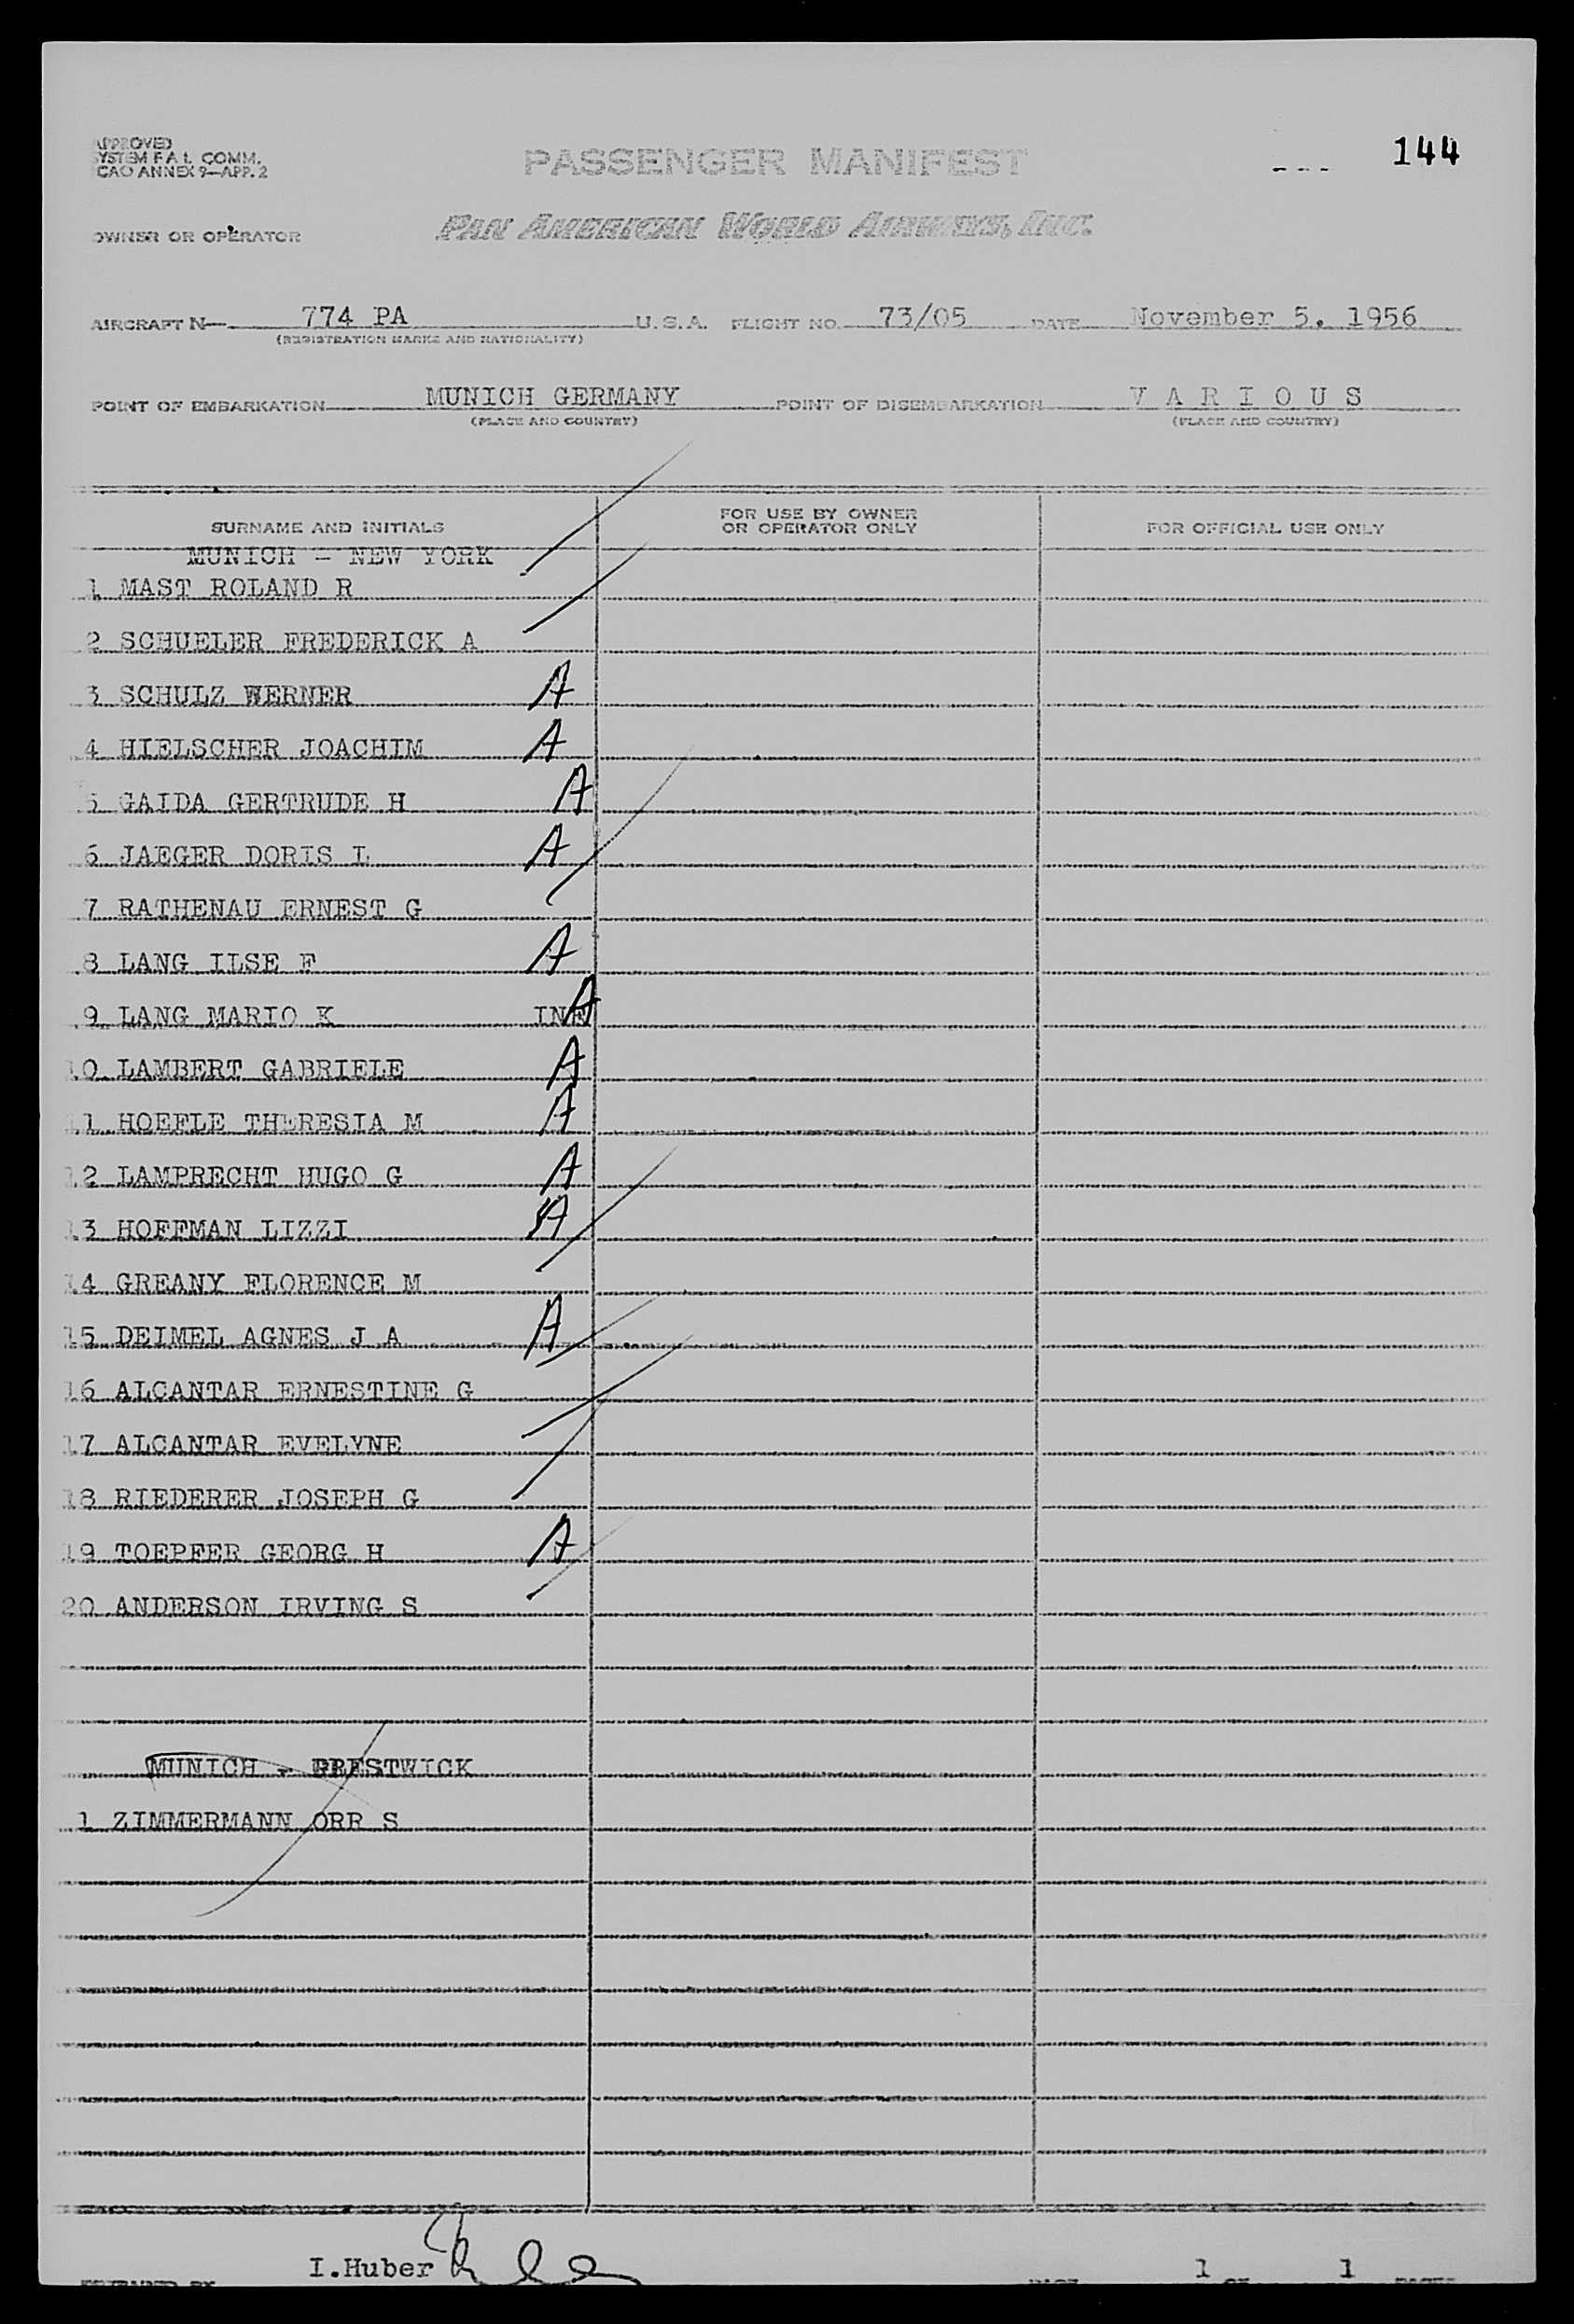 APPROVED
SYSTEM F A L COMM.
ICAO ANNEX 9—APP. 2
PASSENGER MANIFEST
144
OWNER OR OPERATOR
PAN AMERICAN WORLD AIRWAYS, INC.
AIRCRAFT N— 774 PA U.S.A. FLIGHT NO. 73/05 DATE November 5. 1956
(REGISTRATION MARKS AND NATIONALITY)
POINT OF EMBARKATION MUNICH GERMANY POINT OF DISEMBARKATION V A R I O U S
(PLACE AND COUNTRY) (PLACE AND COUNTRY)
SURNAME AND INITIALS FOR USE BY OWNER OR OPERATOR ONLY FOR OFFICIAL USE ONLY
MUNICH - NEW YORK
1 MAST ROLAND R
2 SCHUELER FREDERICK A
3 SCHULZ WERNER A
4 HIELSCHER JOACHIM A
5 GAIDA GERTRUDE H A
6 JAEGER DORIS L A
7 RATHENAU ERNEST G
8 LANG ILSE F A
9 LANG MARIO K INF A
10 LAMBERT GABRIELE A
11 HOEFLE THERESIA M A
12 LAMPRECHT HUGO G A
13 HOFFMAN LIZZI A
14 GREANY FLORENCE M
15 DEIMEL AGNES J A A
16 ALCANTAR ERNESTINE G
17 ALCANTAR EVELYNE
18 RIEDERER JOSEPH G
19 TOEPFER GEORG H A
20 ANDERSON IRVING S
MUNICH - PRESTWICK
1 ZIMMERMANN ORR S
I.Huber
PREPARED BY PAGE 1 OF 1 PAGES